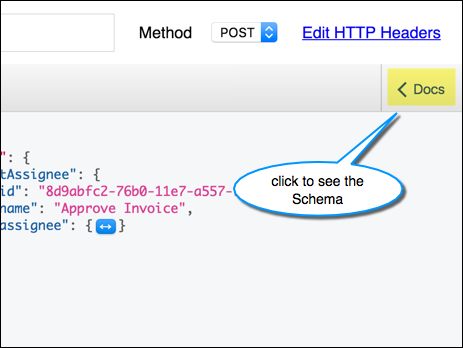 Method POST Edit HTTP Headers
Docs
": {
tAssignee": {
id": "8d9abfc2-76b0-11e7-a557-
name": "Approve Invoice",
assignee": {↔}
click to see the
Schema